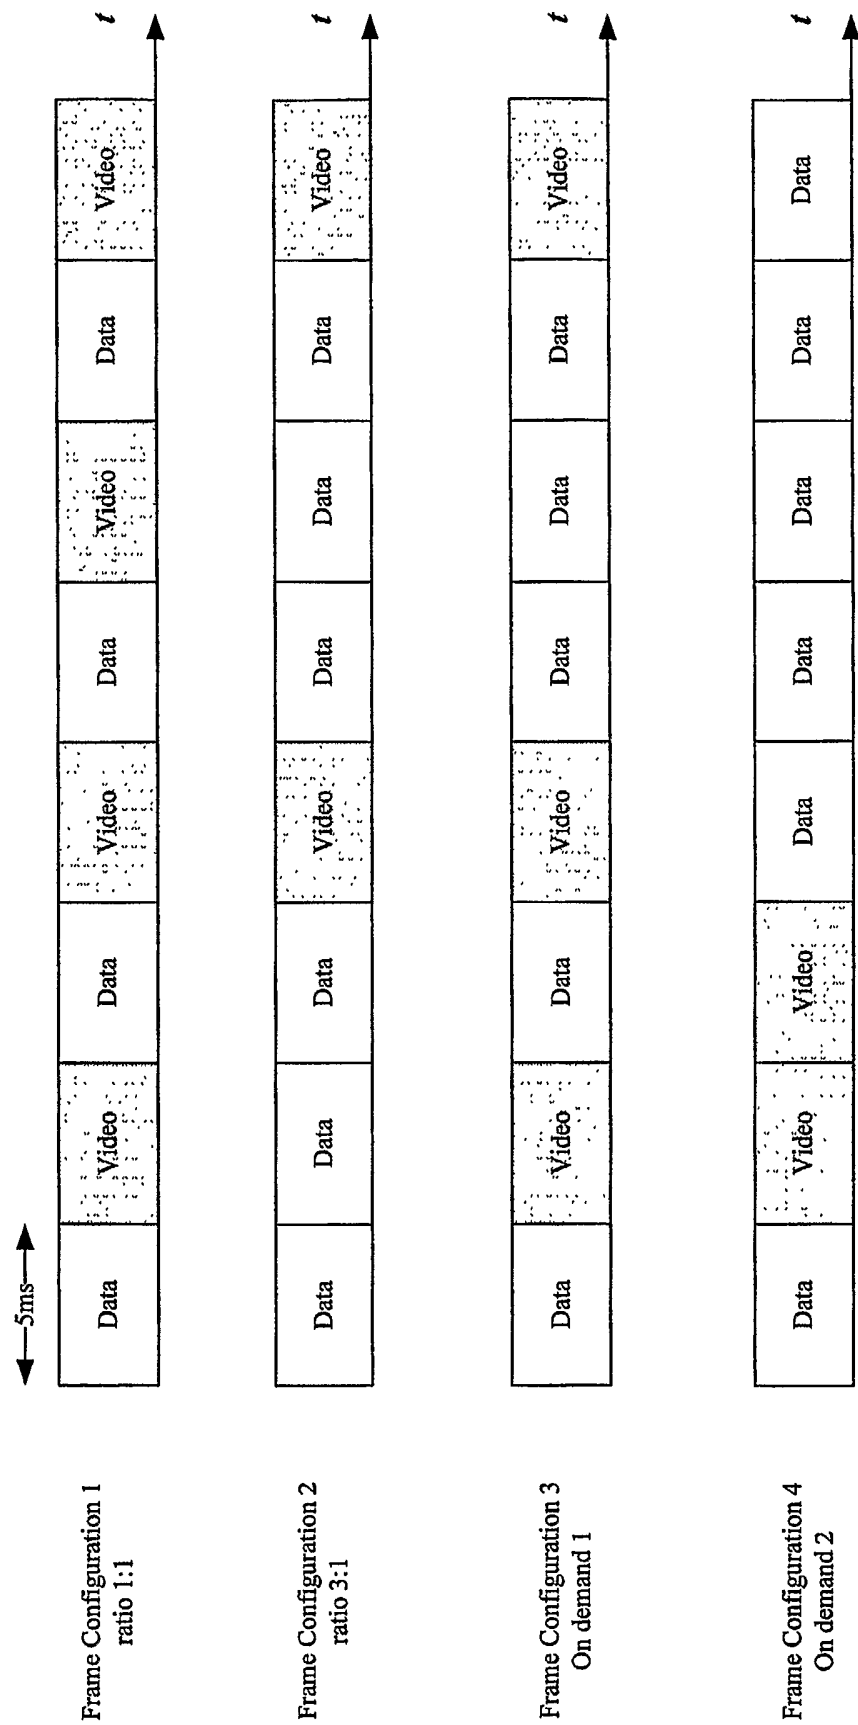 5ms
Frame Configuration 1
ratio 1:1
Data Video Data Video Data Video Data Video t
Frame Configuration 2
ratio 3:1
Data Data Data Video Data Data Data Video t
Frame Configuration 3
On demand 1
Data Video Data Video Data Data Data Video t
Frame Configuration 4
On demand 2
Data Video Video Data Data Data Data Data t